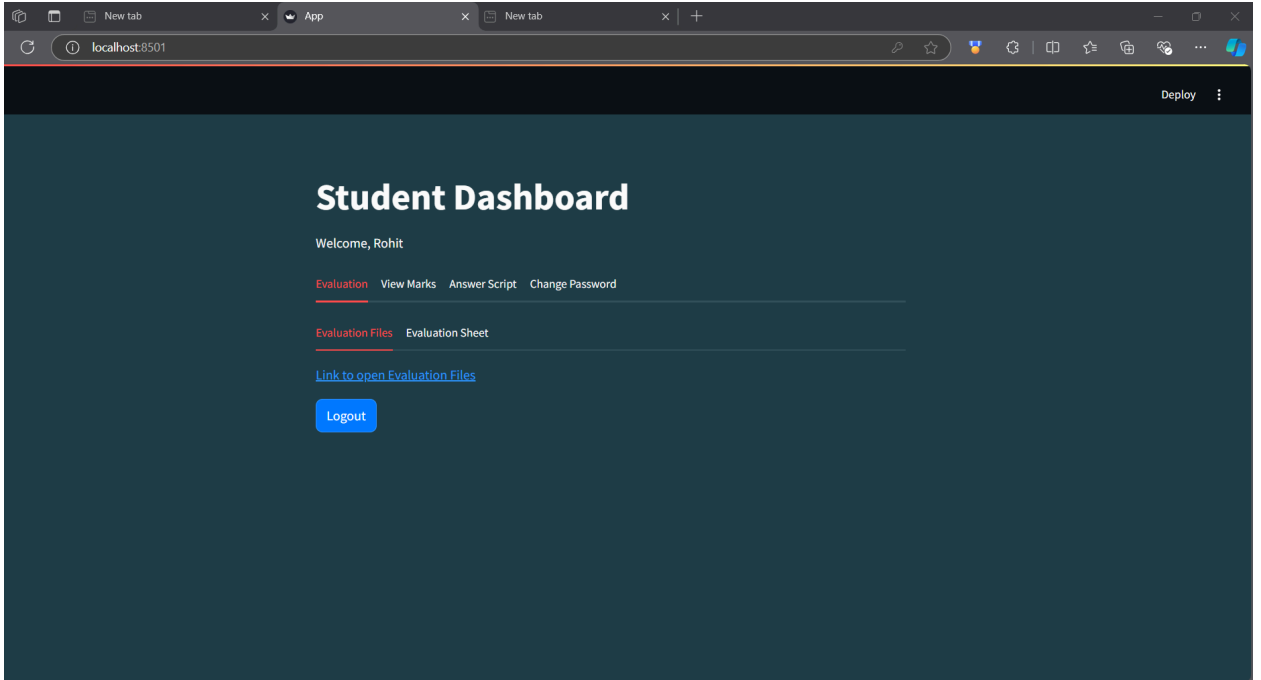 New tab App New tab
localhost:8501
Deploy
Student Dashboard
Welcome, Rohit
Evaluation View Marks Answer Script Change Password
Evaluation Files Evaluation Sheet
Link to open Evaluation Files
Logout